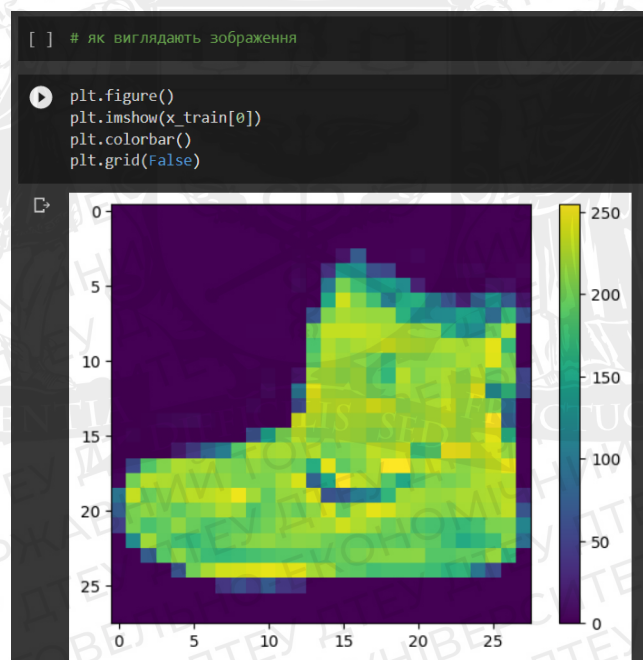 [ ] # як виглядають зображення
plt.figure()
plt.imshow(x_train[0])
plt.colorbar()
plt.grid(False)
0
5
10
15
20
25
0 5 10 15 20 25
250
200
150
100
50
0